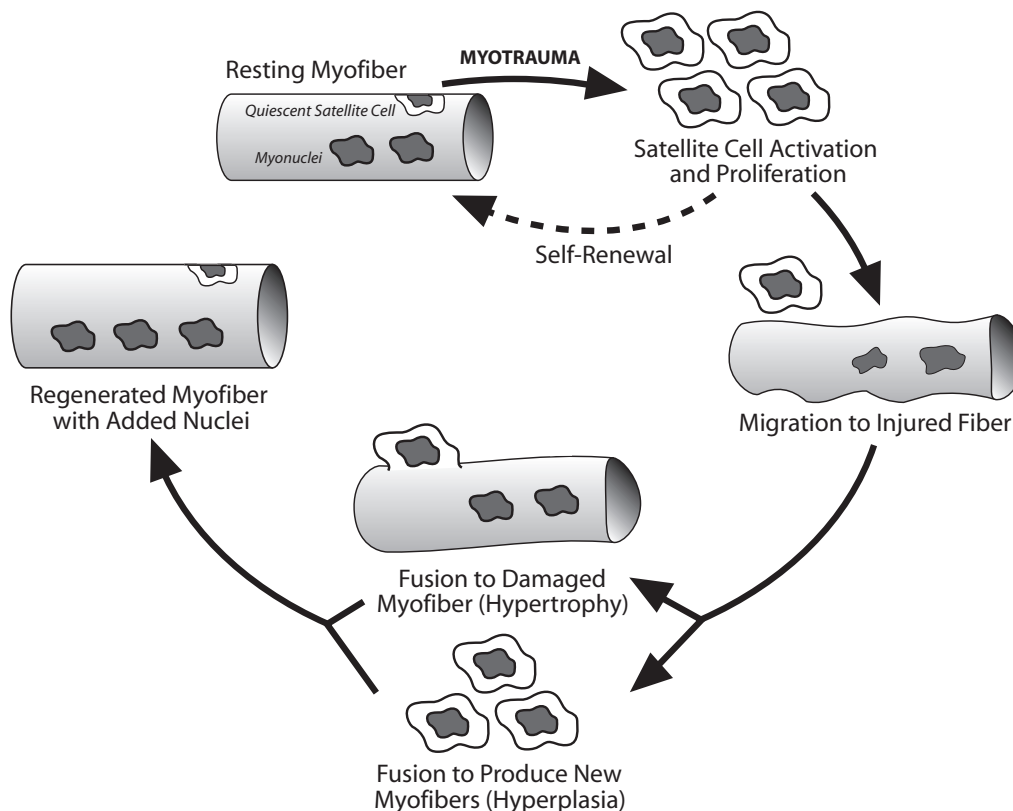 MYOTRAUMA
Resting Myofiber
Quiescent Satellite Cell
Myonuclei
Satellite Cell Activation
and Proliferation
Self-Renewal
Regenerated Myofiber
with Added Nuclei
Migration to Injured Fiber
Fusion to Damaged
Myofiber (Hypertrophy)
Fusion to Produce New
Myofibers (Hyperplasia)